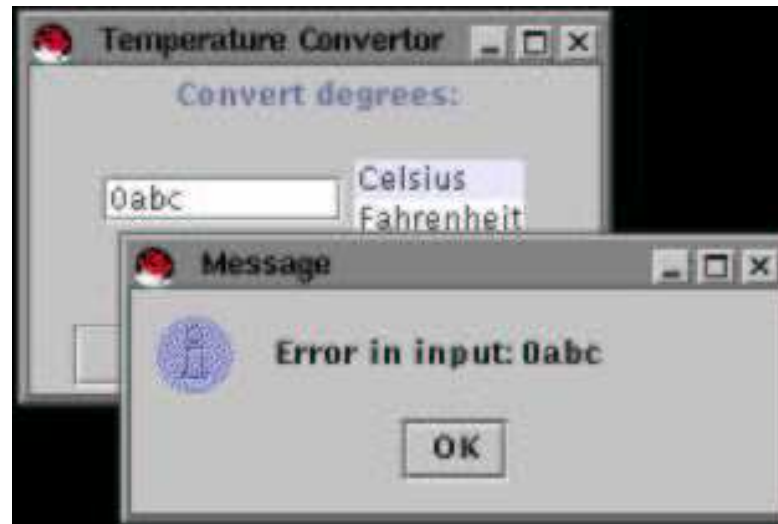 Temperature Convertor
Convert degrees:
0abc
Celsius
Fahrenheit
Message
Error in input: 0abc
OK